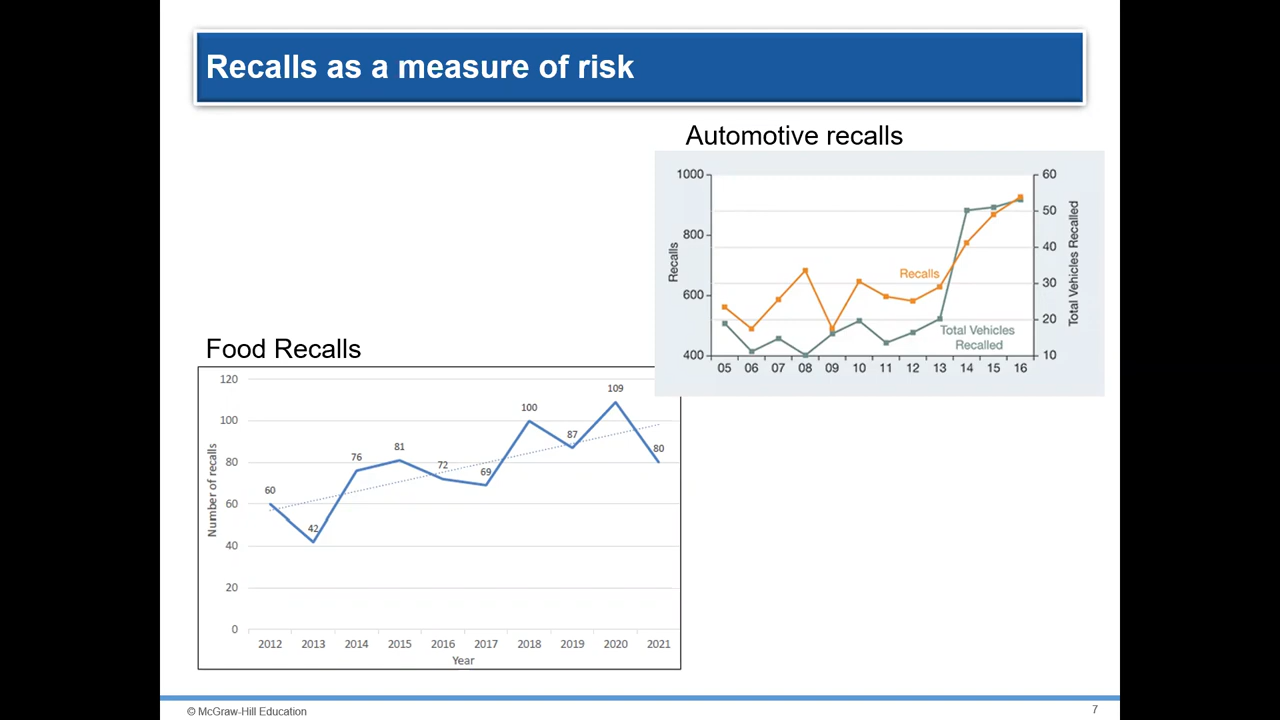 Recalls as a measure of risk
Automotive recalls
1000
800
600
400
Recalls
60
50
40
30
20
10
Total Vehicles Recalled
Recalls
Total Vehicles
Recalled
05 06 07 08 09 10 11 12 13 14 15 16
Food Recalls
120
100
80
60
40
20
0
Number of recalls
60
42
76
81
72
69
100
87
109
80
2012 2013 2014 2015 2016 2017 2018 2019 2020 2021
Year
© McGraw-Hill Education
7